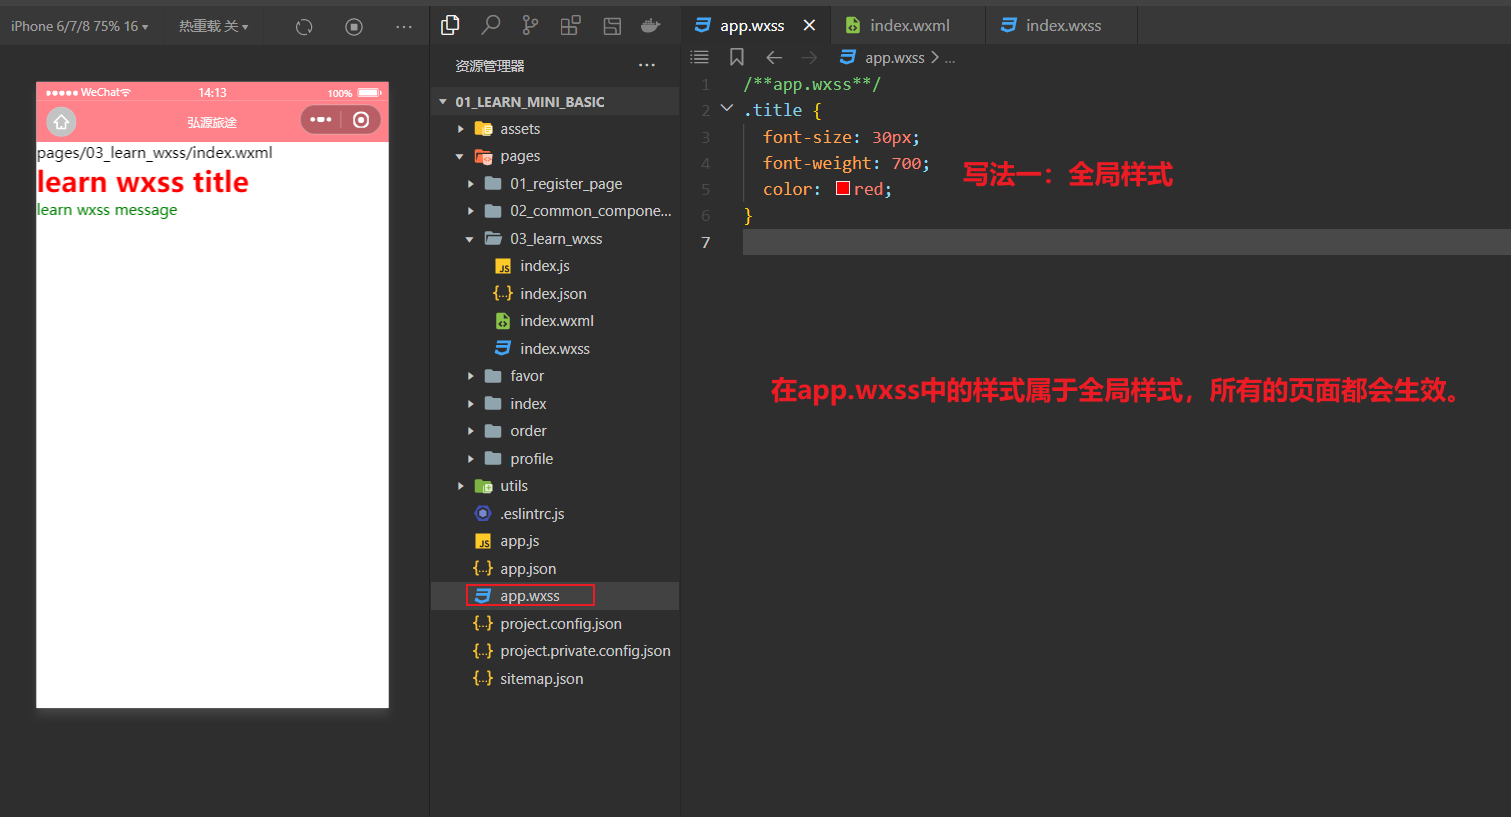 iPhone 6/7/8 75% 16
热重载 关
WeChat
14:13
100%
弘源旅途
pages/03_learn_wxss/index.wxml
learn wxss title
learn wxss message
资源管理器
01_LEARN_MINI_BASIC
assets
pages
01_register_page
02_common_compone...
03_learn_wxss
index.js
index.json
index.wxml
index.wxss
favor
index
order
profile
utils
.eslintrc.js
app.js
app.json
app.wxss
project.config.json
project.private.config.json
sitemap.json
app.wxss
index.wxml
index.wxss
app.wxss > ...
1 /**app.wxss**/
2 .title {
3 font-size: 30px;
4 font-weight: 700;
5 color: red;
6 }
7
写法一：全局样式
在app.wxss中的样式属于全局样式，所有的页面都会生效。